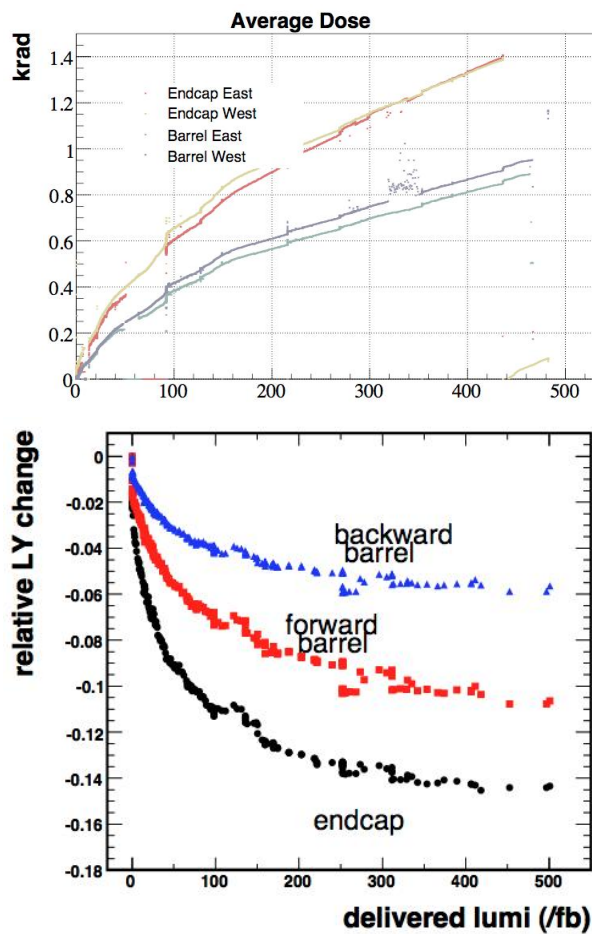 Average Dose
krad
1.4
1.2
1
0.8
0.6
0.4
0.2
0
Endcap East
Endcap West
Barrel East
Barrel West
100
200
300
400
500
relative LY change
0
-0.02
-0.04
-0.06
-0.08
-0.1
-0.12
-0.14
-0.16
-0.18
backward
barrel
forward
barrel
endcap
0
100
200
300
400
500
delivered lumi (/fb)